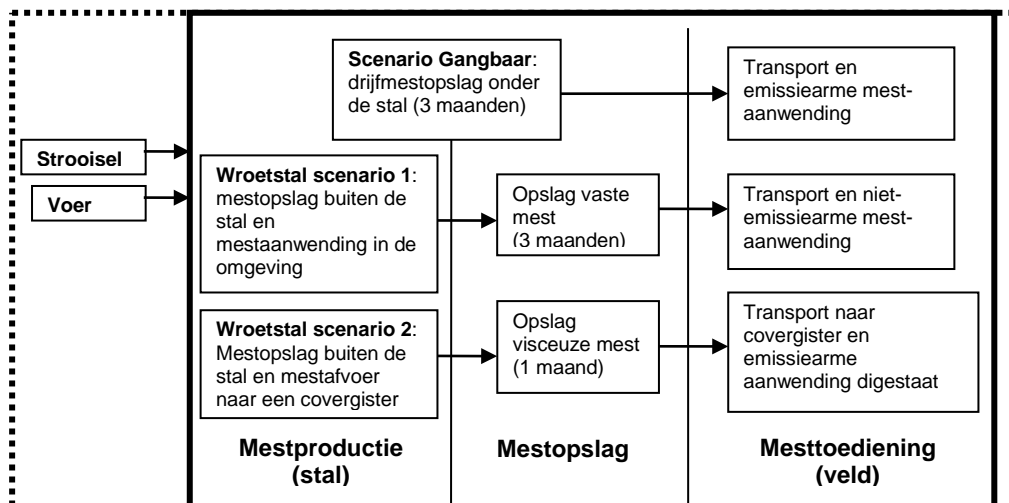 Scenario Gangbaar:
drijfmestopslag onder
de stal (3 maanden)
Transport en
emissiearme mest-
aanwending
Strooisel
Voer
Wroetstal scenario 1:
mestopslag buiten de
stal en
mestaanwending in de
omgeving
Opslag vaste
mest
(3 maanden)
Transport en niet-
emissiearme mest-
aanwending
Wroetstal scenario 2:
Mestopslag buiten de
stal en mestafvoer
naar een covergister
Opslag
visceuze mest
(1 maand)
Transport naar
covergister en
emissiearme
aanwending digestaat
Mestproductie
(stal)
Mestopslag
Mesttoediening
(veld)